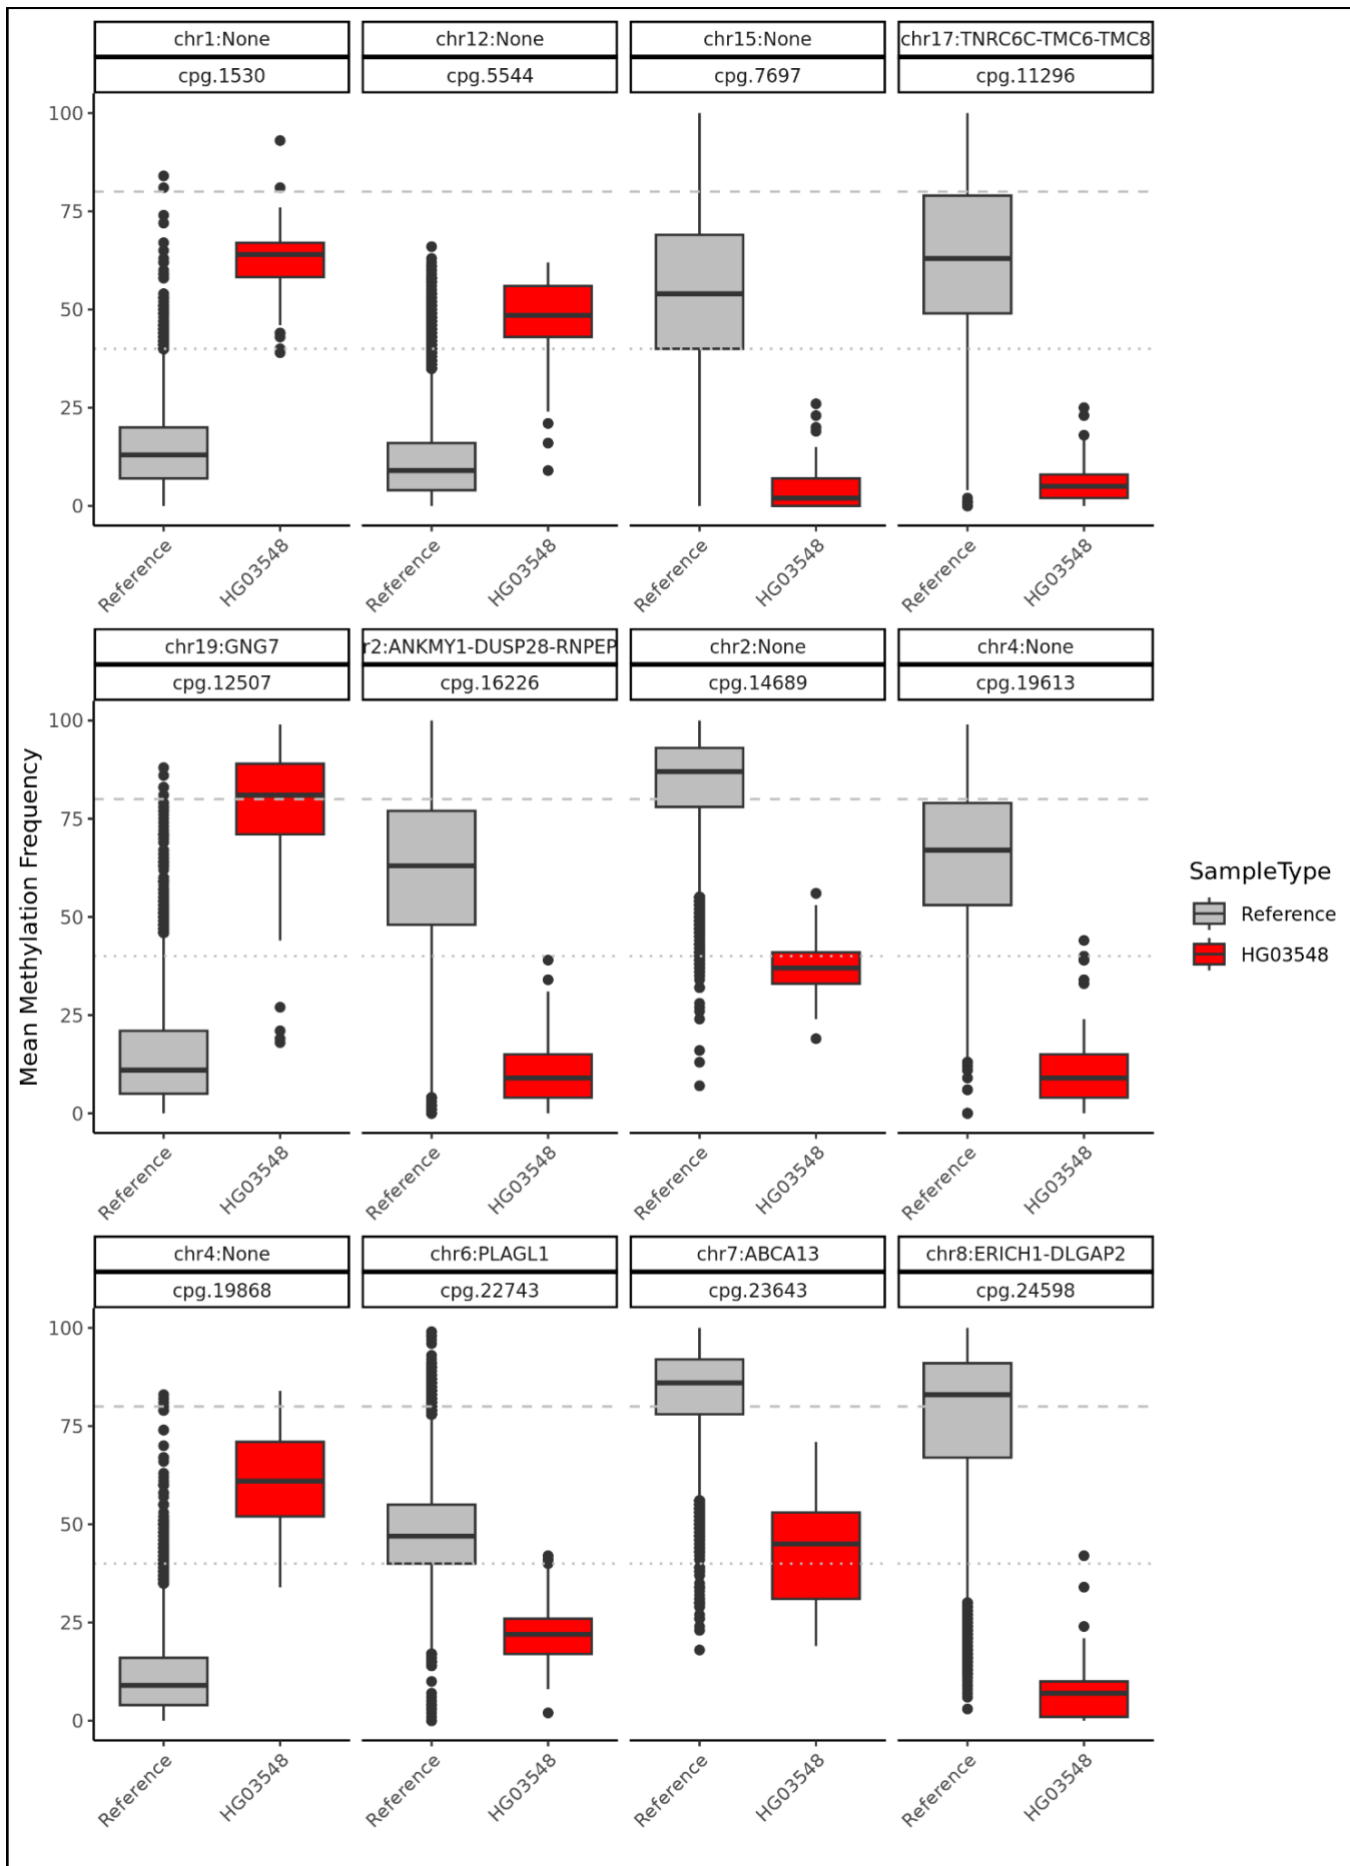 chr1:None
chr12:None
chr15:None
chr17:TNRC6C-TMC6-TMC8
cpg.1530
cpg.5544
cpg.7697
cpg.11296
100
75
50
25
0
Reference
HG03548
Reference
HG03548
Reference
HG03548
Reference
HG03548
chr19:GNG7
r2:ANKMY1-DUSP28-RNPEP
chr2:None
chr4:None
cpg.12507
cpg.16226
cpg.14689
cpg.19613
Mean Methylation Frequency
100
75
50
25
0
Reference
HG03548
Reference
HG03548
Reference
HG03548
Reference
HG03548
SampleType
Reference
HG03548
chr4:None
chr6:PLAGL1
chr7:ABCA13
chr8:ERICH1-DLGAP2
cpg.19868
cpg.22743
cpg.23643
cpg.24598
100
75
50
25
0
Reference
HG03548
Reference
HG03548
Reference
HG03548
Reference
HG03548